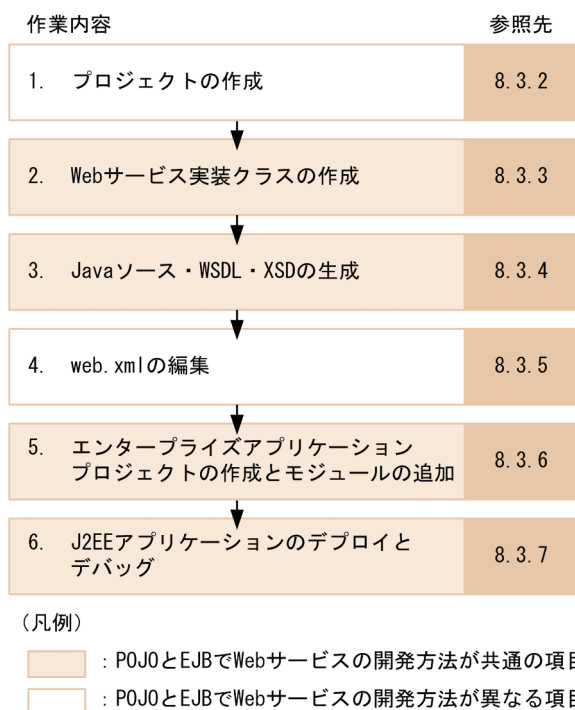 作業内容 参照先
1. プロジェクトの作成 8.3.2
2. Webサービス実装クラスの作成 8.3.3
3. Javaソース・WSDL・XSDの生成 8.3.4
4. web.xmlの編集 8.3.5
5. エンタープライズアプリケーション
プロジェクトの作成とモジュールの追加 8.3.6
6. J2EEアプリケーションのデプロイと
デバッグ 8.3.7
(凡例)
：POJOとEJBでWebサービスの開発方法が共通の項目
：POJOとEJBでWebサービスの開発方法が異なる項目